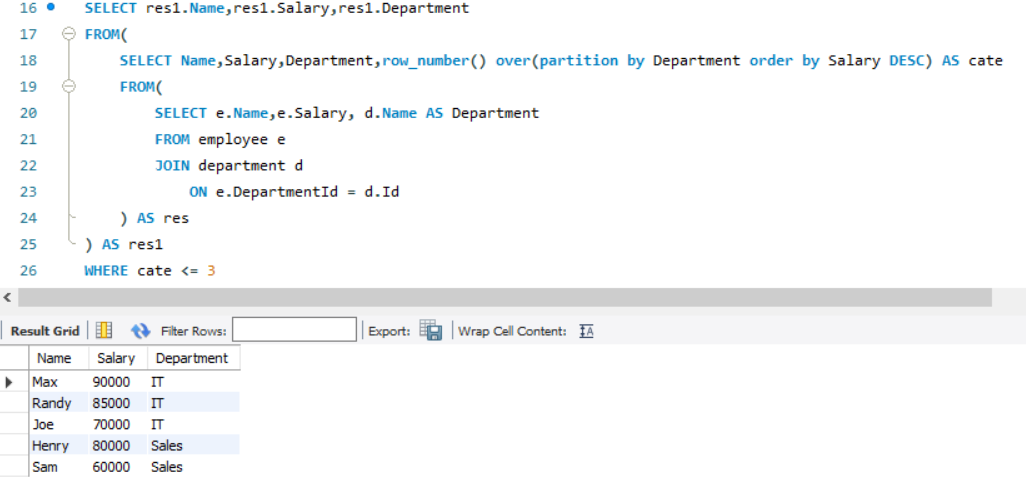 16 SELECT res1.Name,res1.Salary,res1.Department
17 FROM(
18 SELECT Name,Salary,Department,row_number() over(partition by Department order by Salary DESC) AS cate
19 FROM(
20 SELECT e.Name,e.Salary, d.Name AS Department
21 FROM employee e
22 JOIN department d
23 ON e.DepartmentId = d.Id
24 ) AS res
25 ) AS res1
26 WHERE cate <= 3
Result Grid Filter Rows: Export: Wrap Cell Content: IA
Name Salary Department
Max 90000 IT
Randy 85000 IT
Joe 70000 IT
Henry 80000 Sales
Sam 60000 Sales